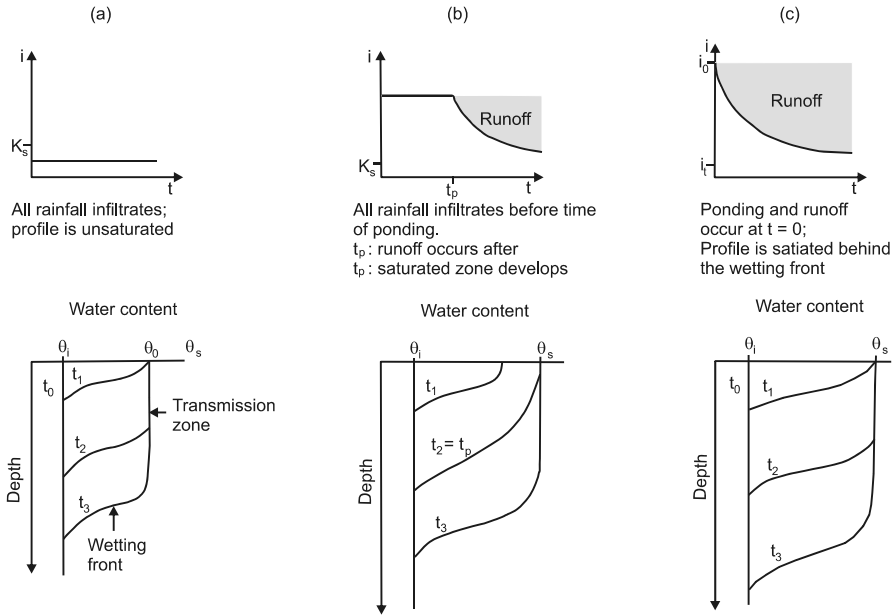 (a)
i
K_s
t
All rainfall infiltrates;
profile is unsaturated
(b)
i
Runoff
K_s
t_p
t
All rainfall infiltrates before time
of ponding.
t_p : runoff occurs after
t_p : saturated zone develops
(c)
i
i_0
Runoff
i_t
t
Ponding and runoff
occur at t = 0;
Profile is satiated behind
the wetting front
Water content
θ_i θ_0 θ_s
t_0
t_1
Transmission
zone
t_2
t_3
Wetting
front
Depth
Water content
θ_i θ_s
t_1
t_2 = t_p
t_3
Depth
Water content
θ_i θ_s
t_0
t_1
t_2
t_3
Depth